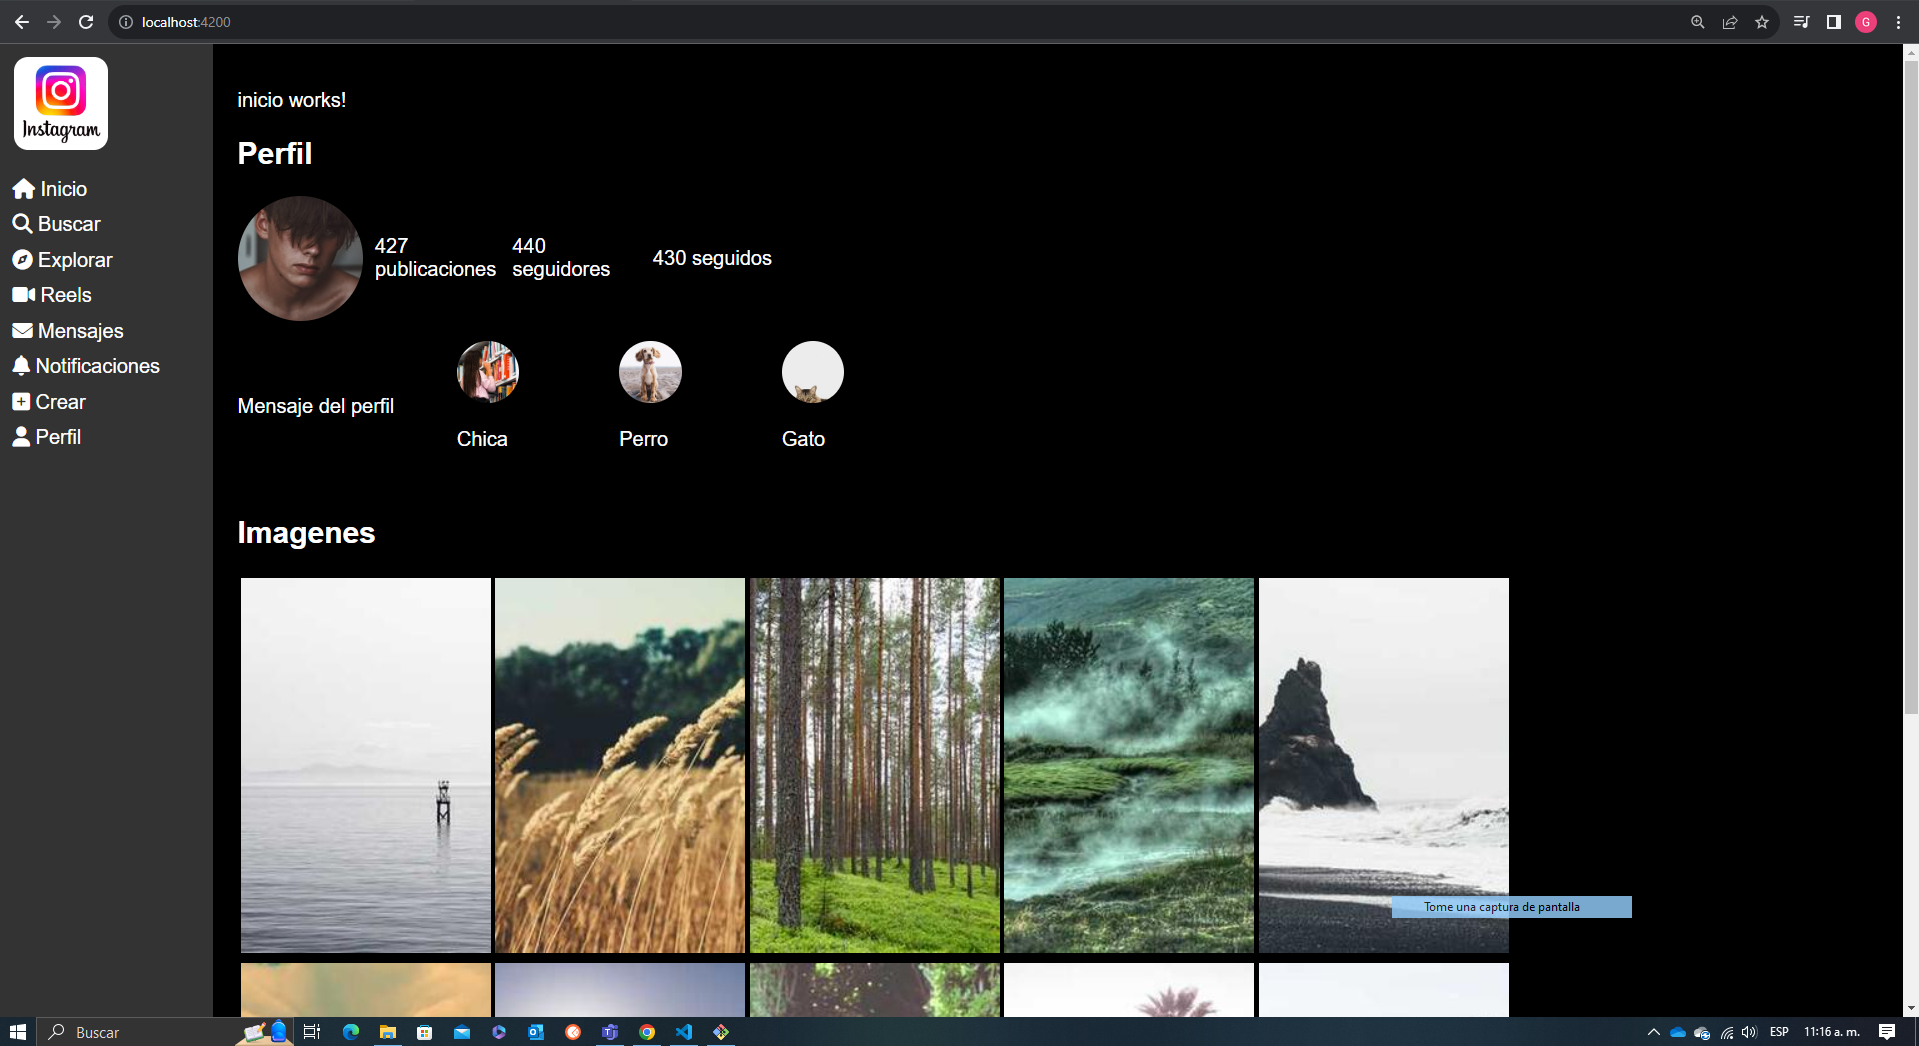 localhost:4200
G
Instagram
Inicio
Buscar
Explorar
Reels
Mensajes
Notificaciones
Crear
Perfil
inicio works!
Perfil
427 publicaciones
440 seguidores
430 seguidos
Mensaje del perfil
Chica
Perro
Gato
Imagenes
Tome una captura de pantalla
Buscar
ESP
11:16 a. m.